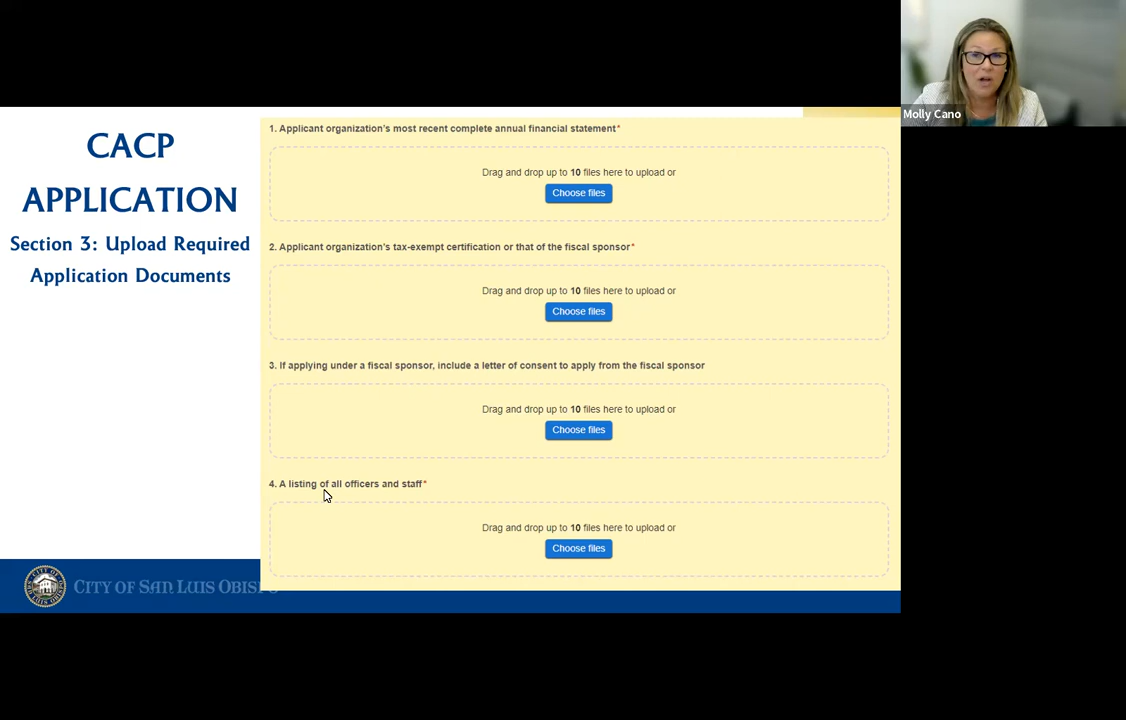 CACP
APPLICATION
Section 3: Upload Required
Application Documents
1. Applicant organization's most recent complete annual financial statement*
Drag and drop up to 10 files here to upload or
Choose files
2. Applicant organization's tax-exempt certification or that of the fiscal sponsor*
Drag and drop up to 10 files here to upload or
Choose files
3. If applying under a fiscal sponsor, include a letter of consent to apply from the fiscal sponsor
Drag and drop up to 10 files here to upload or
Choose files
4. A listing of all officers and staff*
Drag and drop up to 10 files here to upload or
Choose files
CITY OF SAN LUIS OBISPO
Molly Cano